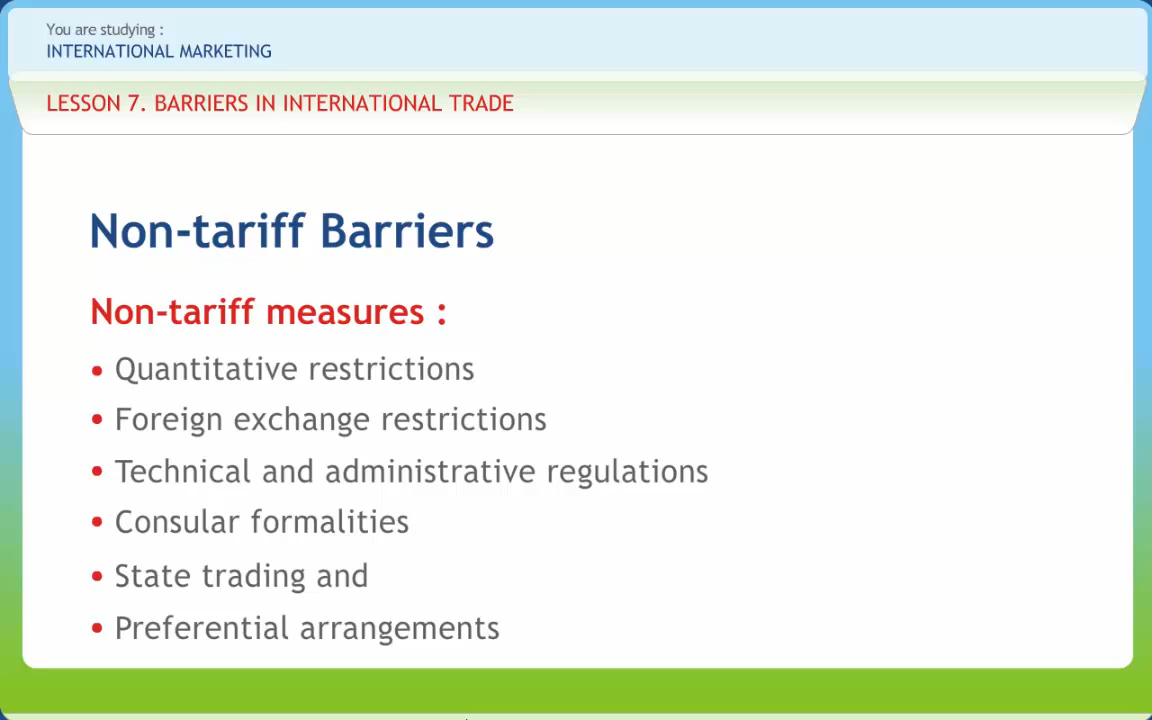 You are studying :
INTERNATIONAL MARKETING
LESSON 7. BARRIERS IN INTERNATIONAL TRADE
Non-tariff Barriers
Non-tariff measures :
• Quantitative restrictions
• Foreign exchange restrictions
• Technical and administrative regulations
• Consular formalities
• State trading and
• Preferential arrangements